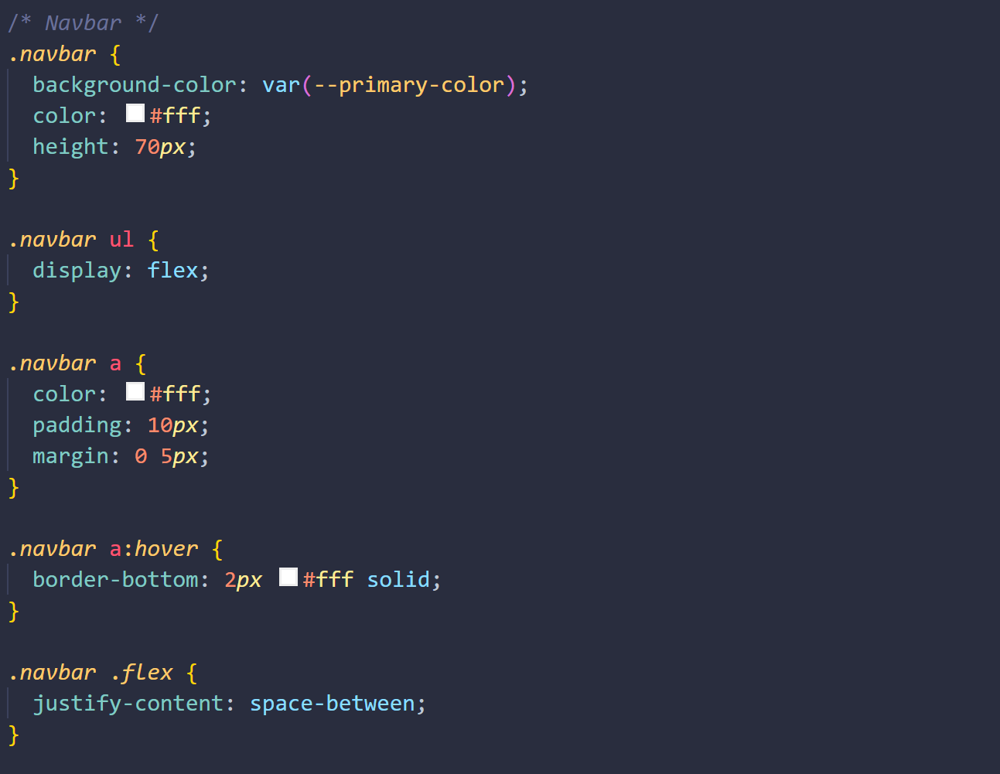 /* Navbar */
.navbar {
  background-color: var(--primary-color);
  color: #fff;
  height: 70px;
}

.navbar ul {
  display: flex;
}

.navbar a {
  color: #fff;
  padding: 10px;
  margin: 0 5px;
}

.navbar a:hover {
  border-bottom: 2px #fff solid;
}

.navbar .flex {
  justify-content: space-between;
}